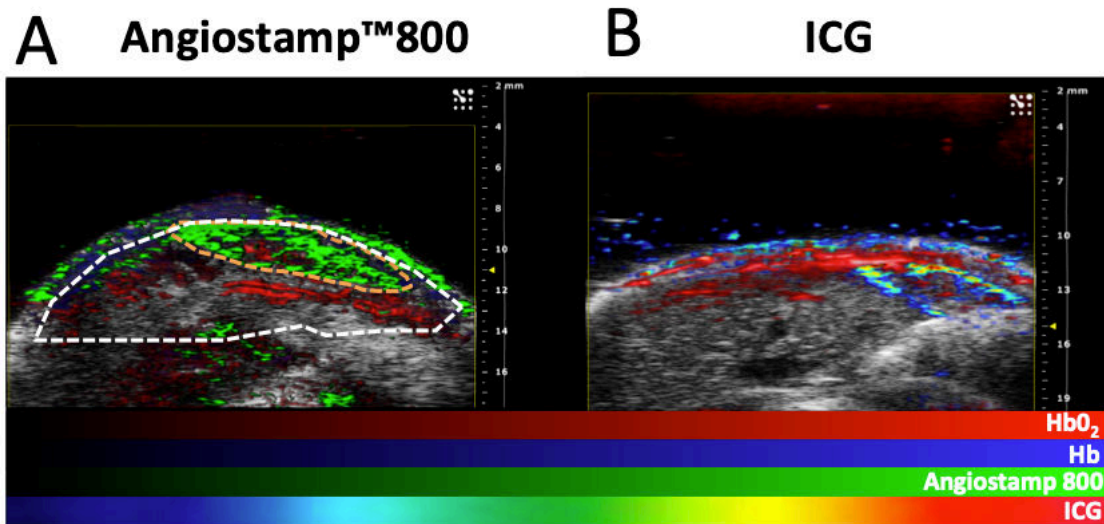 A Angiostamp™800
B ICG
2 mm
4
6
8
10
12
14
16
2 mm
4
7
10
13
16
19
HbO₂
Hb
Angiostamp 800
ICG